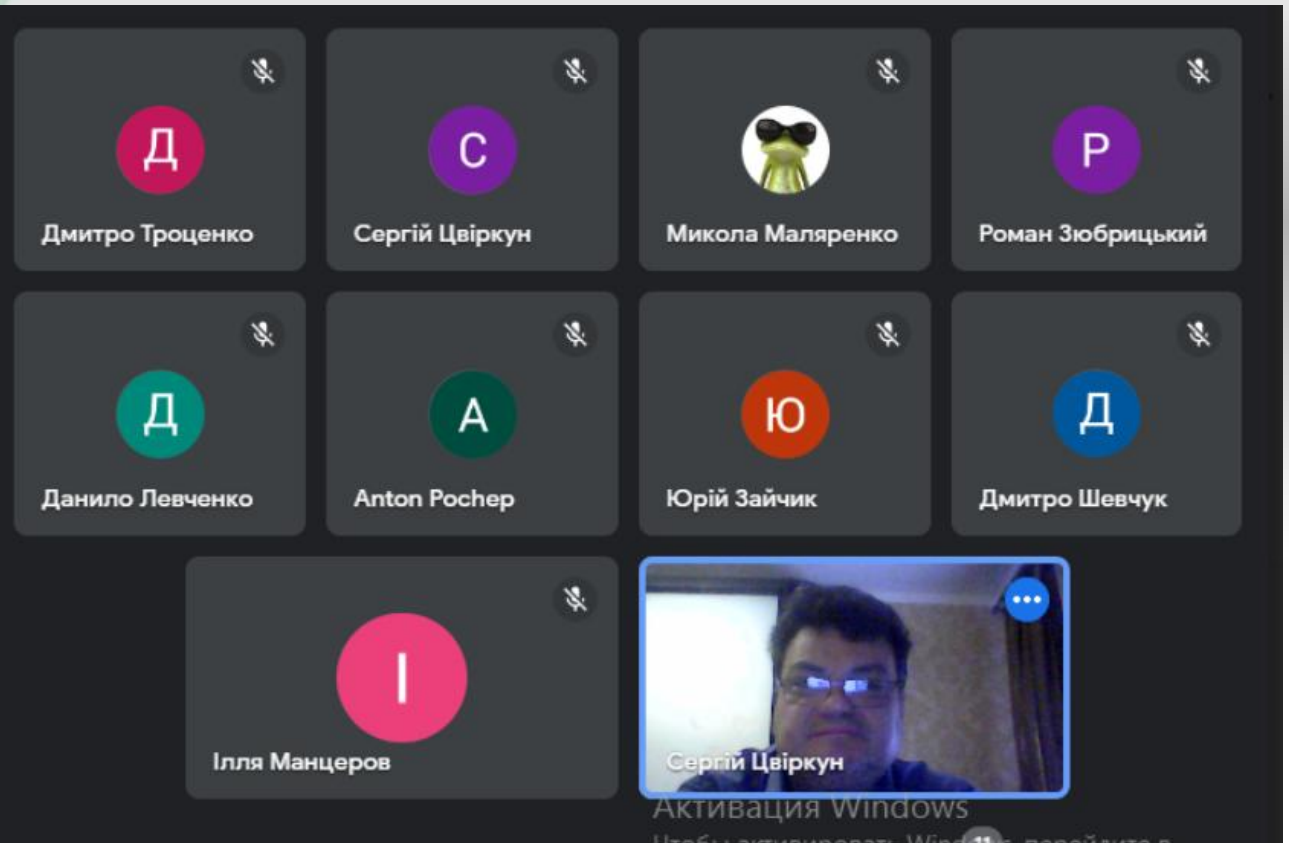 Д
С
Р
Дмитро Троценко
Сергій Цвіркун
Микола Маляренко
Роман Зюбрицький
Д
А
Ю
Д
Данило Левченко
Anton Pochep
Юрій Зайчик
Дмитро Шевчук
І
Ілля Манцеров
Сергій Цвіркун
Активация Windows